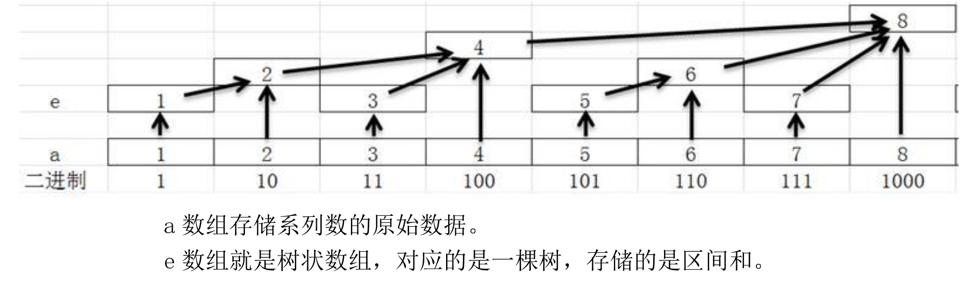 8
4
2 6
e 1 3 5 7
a 1 2 3 4 5 6 7 8
二进制 1 10 11 100 101 110 111 1000
a 数组存储系列数的原始数据。
e 数组就是树状数组，对应的是一棵树，存储的是区间和。